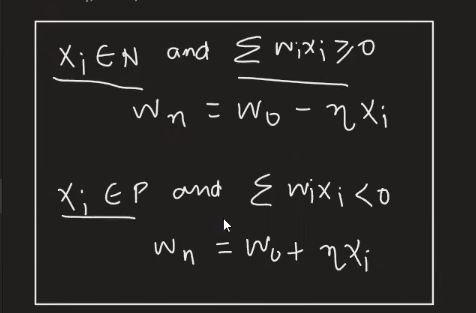 Xi ∈ N and Σ wixi ≥ 0
Wn = Wo - ηXi
Xi ∈ P and Σ wixi < 0
Wn = Wo + ηXi